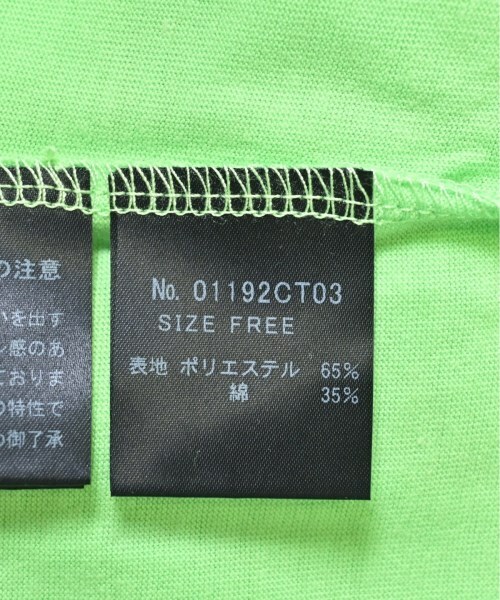 の注意
いを出す
ル感のあ
ておりま
の特性で
の御了承
No. 01192CT03
SIZE FREE
表地 ポリエステル 65%
綿 35%